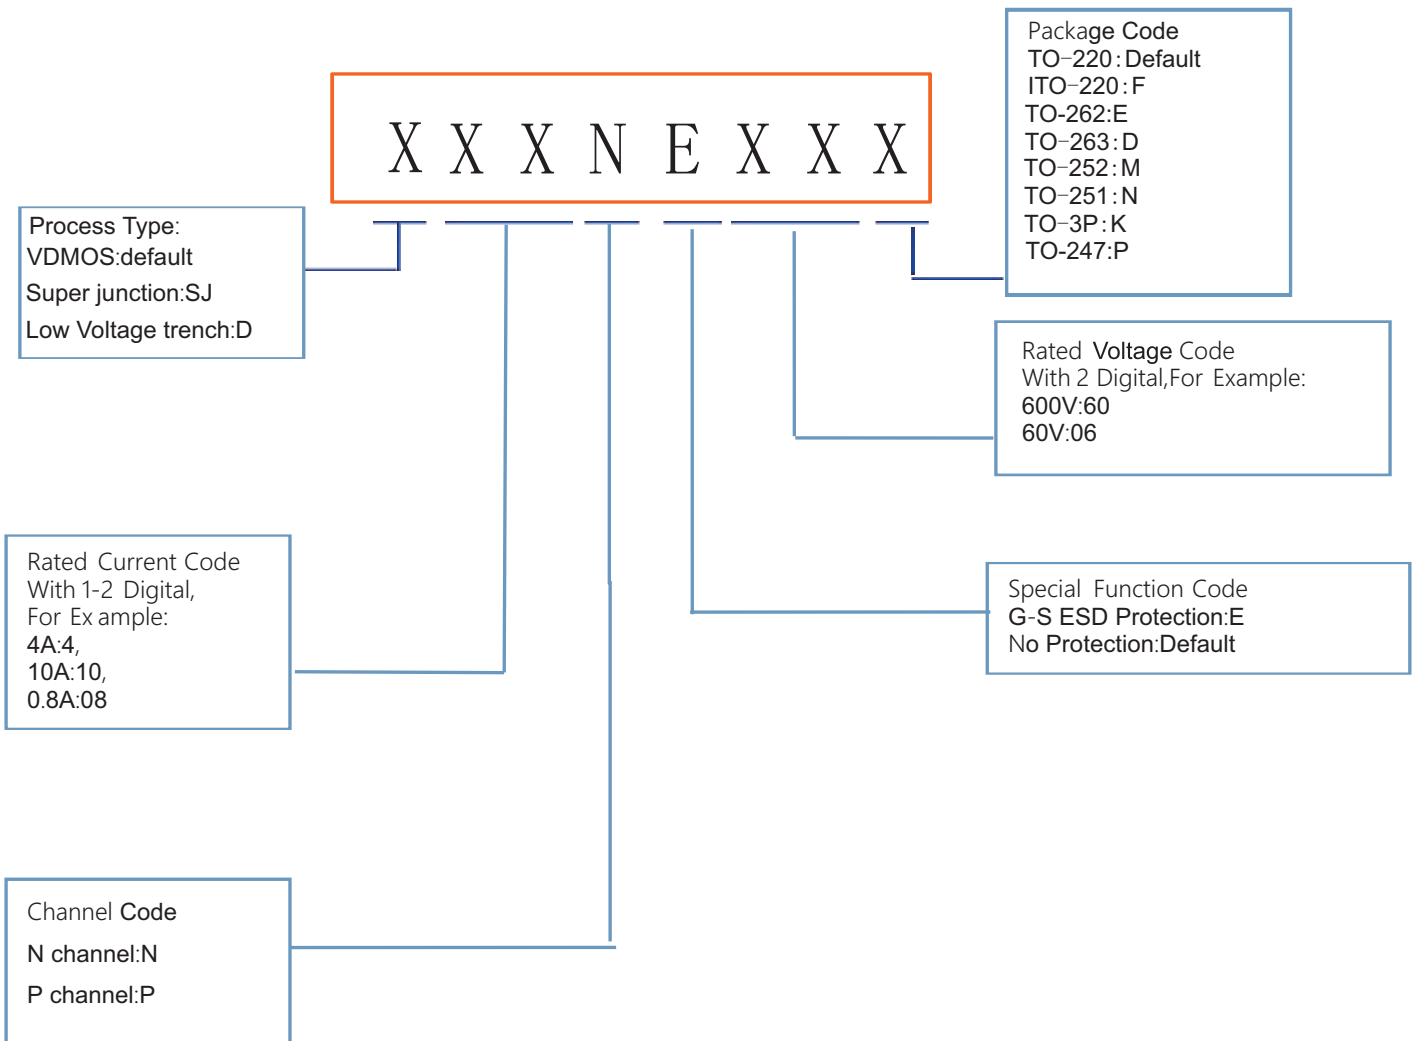 Package Code
TO-220:Default
ITO-220:F
TO-262:E
TO-263:D
TO-252:M
TO-251:N
TO-3P:K
TO-247:P
X X X N E X X X
Process Type:
VDMOS:default
Super junction:SJ
Low Voltage trench:D
Rated Voltage Code
With 2 Digital,For Example:
600V:60
60V:06
Rated Current Code
With 1-2 Digital,
For Ex ample:
4A:4,
10A:10,
0.8A:08
Special Function Code
G-S ESD Protection:E
No Protection:Default
Channel Code
N channel:N
P channel:P